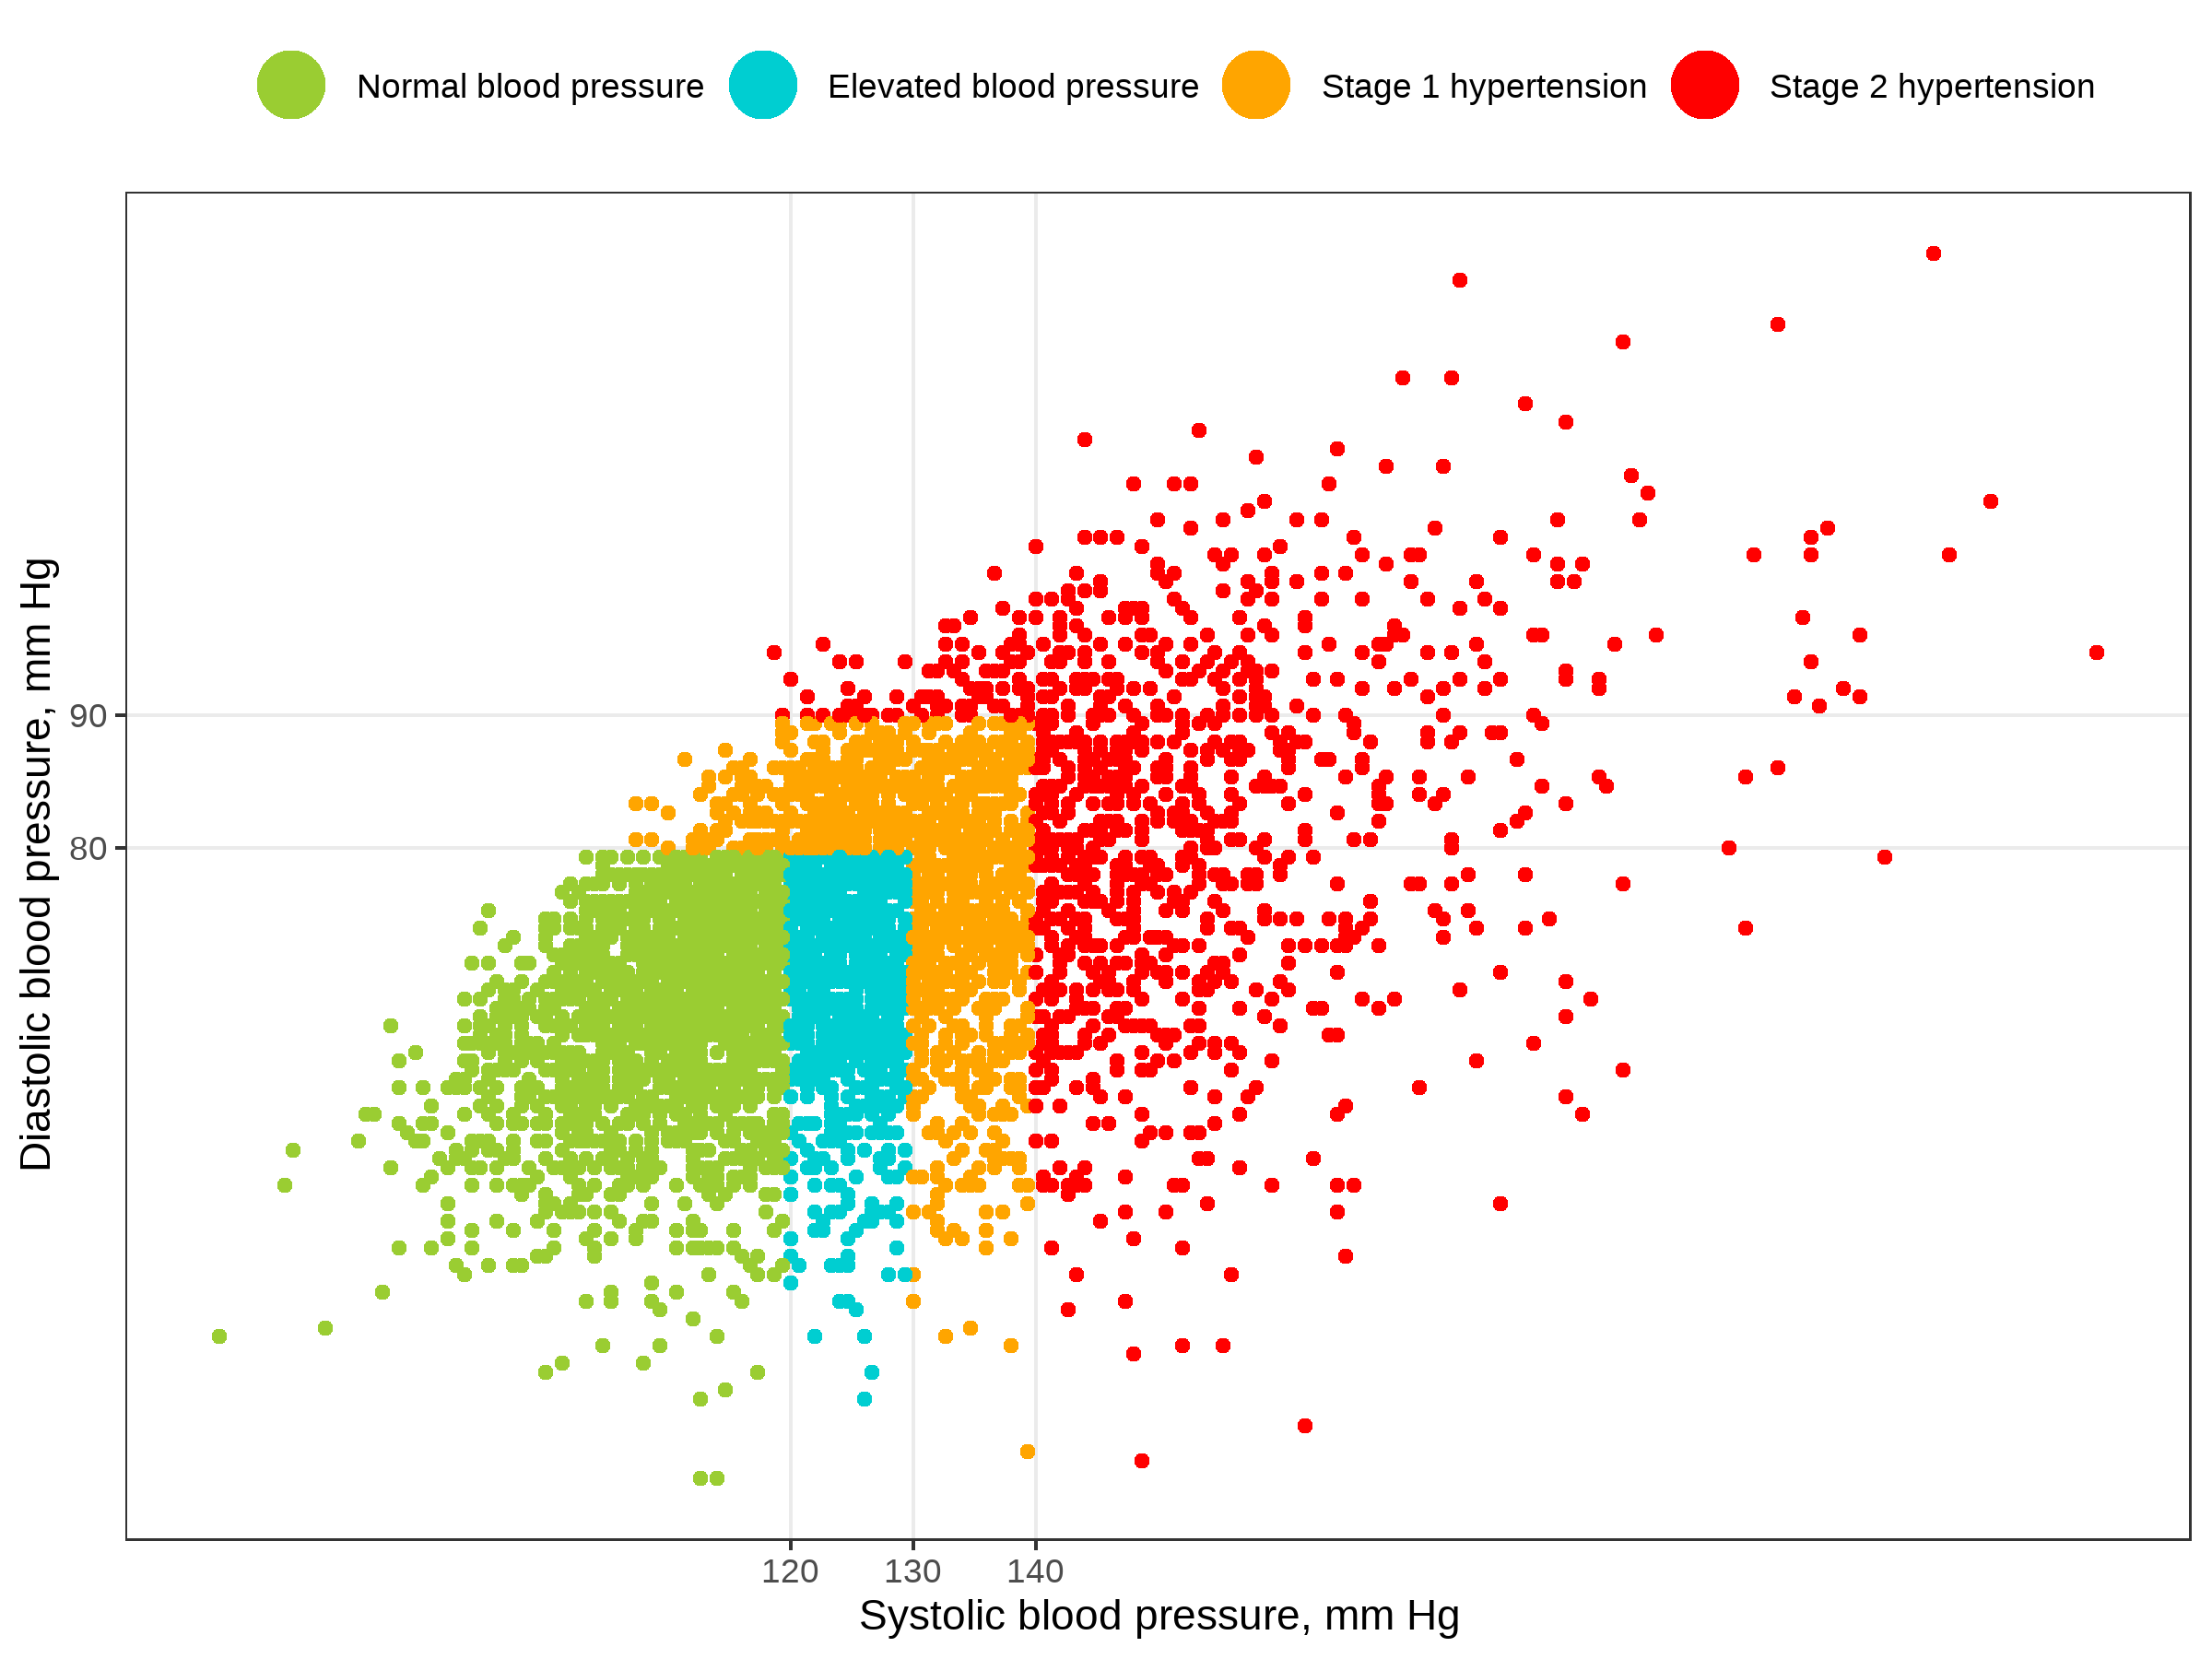 Normal blood pressure
Elevated blood pressure
Stage 1 hypertension
Stage 2 hypertension
Diastolic blood pressure, mm Hg
90
80
120
130
140
Systolic blood pressure, mm Hg